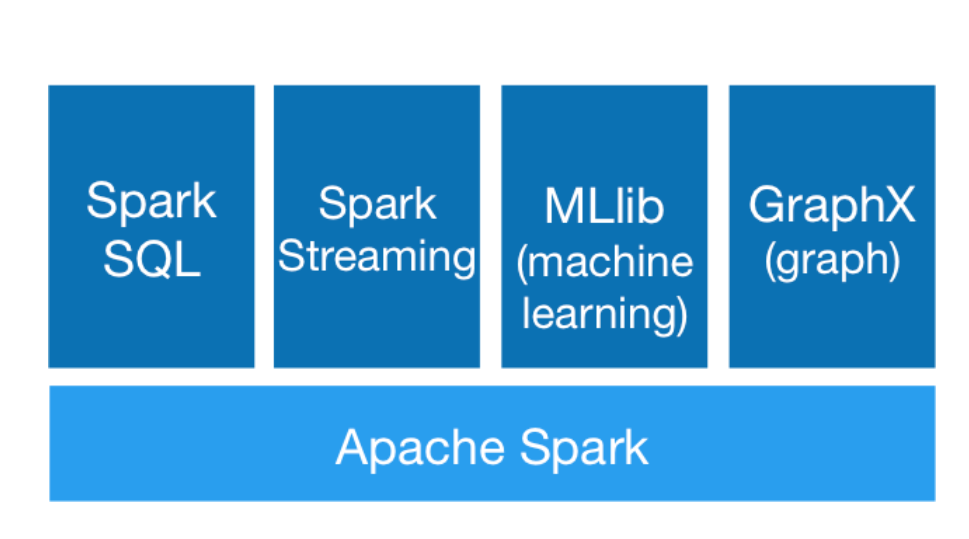 Spark
SQL
Spark
Streaming
MLlib
(machine
learning)
GraphX
(graph)
Apache Spark